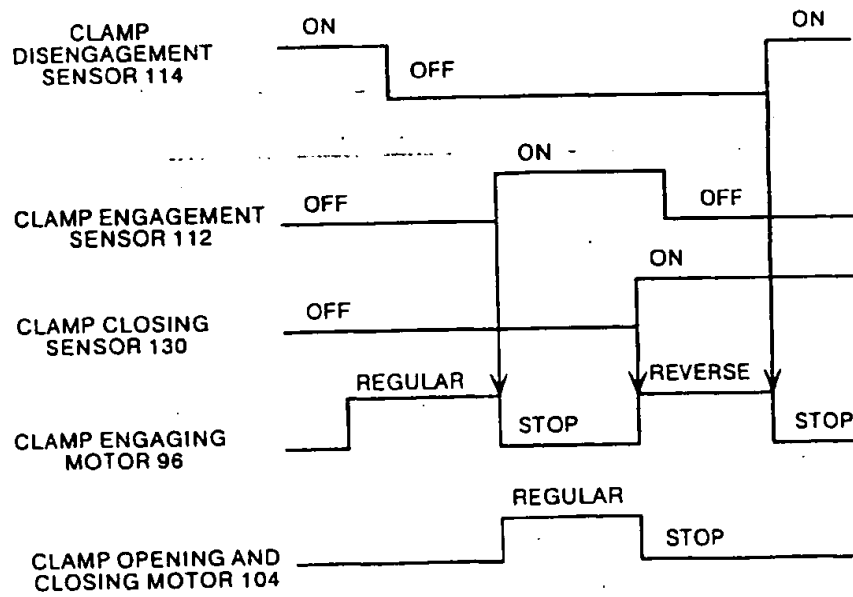 CLAMP
DISENGAGEMENT
SENSOR 114
ON
OFF
ON
CLAMP ENGAGEMENT
SENSOR 112
OFF
ON
OFF
CLAMP CLOSING
SENSOR 130
OFF
ON
CLAMP ENGAGING
MOTOR 96
REGULAR
STOP
REVERSE
STOP
CLAMP OPENING AND
CLOSING MOTOR 104
REGULAR
STOP